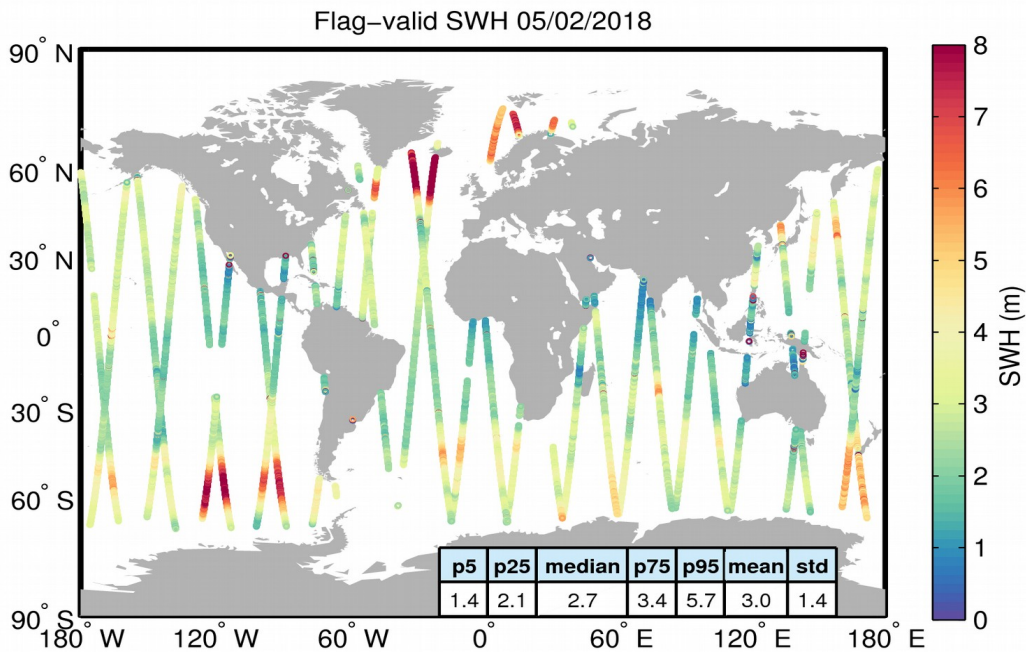 Flag−valid SWH 05/02/2018
90° N
60° N
30° N
0°
30° S
60° S
90° S
180° W
120° W
60° W
0°
60° E
120° E
180° E
p5 p25 median p75 p95 mean std
1.4 2.1 2.7 3.4 5.7 3.0 1.4
8
7
6
5
4
3
2
1
0
SWH (m)